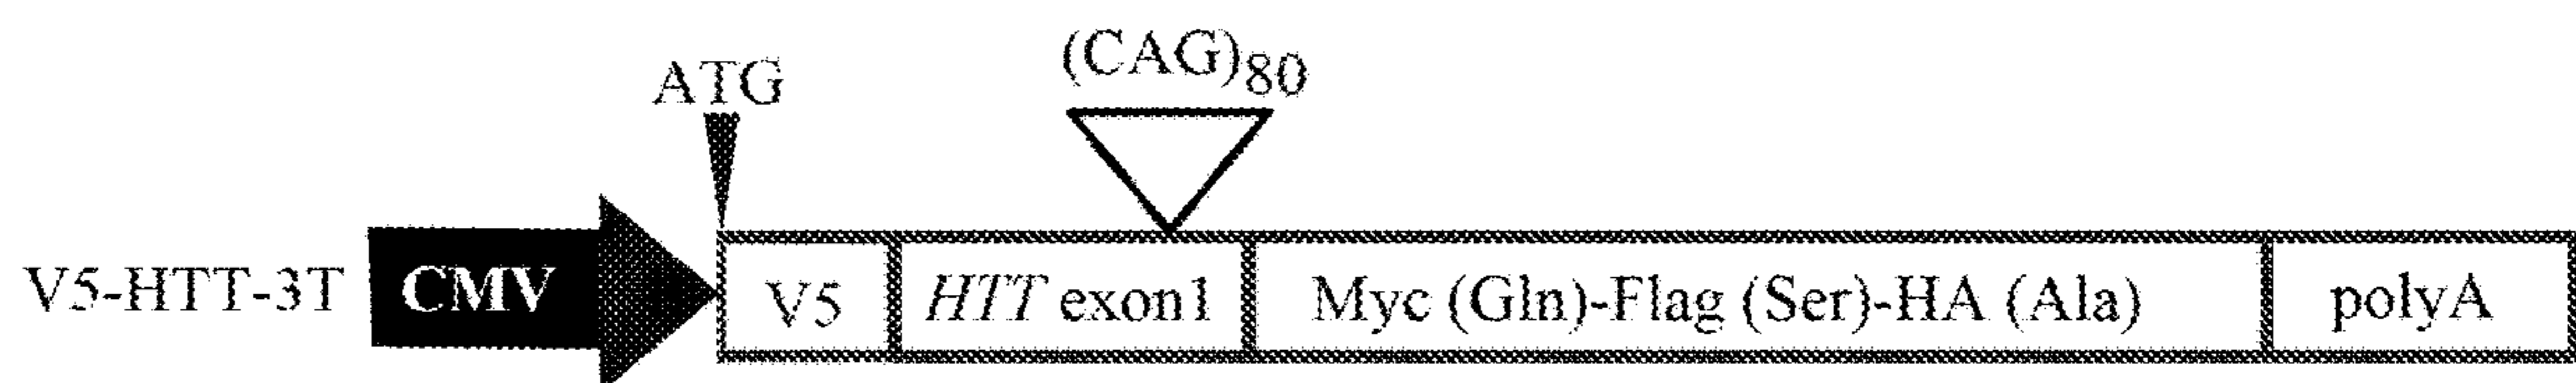 (CAG)80
ATG
V5-HTT-3T CMV V5 HTT exon1 Myc (Gln)-Flag (Ser)-HA (Ala) polyA